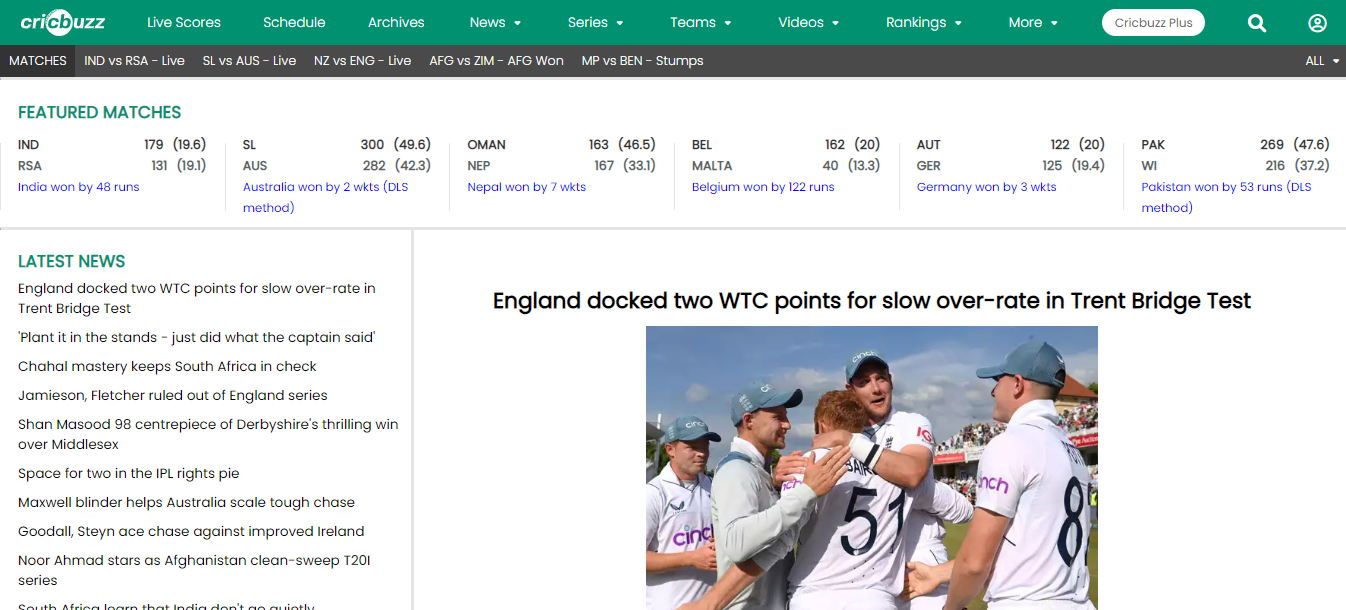 cricbuzz Live Scores Schedule Archives News Series Teams Videos Rankings More Cricbuzz Plus
MATCHES IND vs RSA - Live SL vs AUS - Live NZ vs ENG - Live AFG vs ZIM - AFG Won MP vs BEN - Stumps ALL
FEATURED MATCHES
IND 179 (19.6)
RSA 131 (19.1)
India won by 48 runs
SL 300 (49.6)
AUS 282 (42.3)
Australia won by 2 wkts (DLS
method)
OMAN 163 (46.5)
NEP 167 (33.1)
Nepal won by 7 wkts
BEL 162 (20)
MALTA 40 (13.3)
Belgium won by 122 runs
AUT 122 (20)
GER 125 (19.4)
Germany won by 3 wkts
PAK 269 (47.6)
WI 216 (37.2)
Pakistan won by 53 runs (DLS
method)
LATEST NEWS
England docked two WTC points for slow over-rate in
Trent Bridge Test
'Plant it in the stands - just did what the captain said'
Chahal mastery keeps South Africa in check
Jamieson, Fletcher ruled out of England series
Shan Masood 98 centrepiece of Derbyshire's thrilling win
over Middlesex
Space for two in the IPL rights pie
Maxwell blinder helps Australia scale tough chase
Goodall, Steyn ace chase against improved Ireland
Noor Ahmad stars as Afghanistan clean-sweep T20I
series
South Africa learn that India don't go quietly
England docked two WTC points for slow over-rate in Trent Bridge Test
cinch
51
8